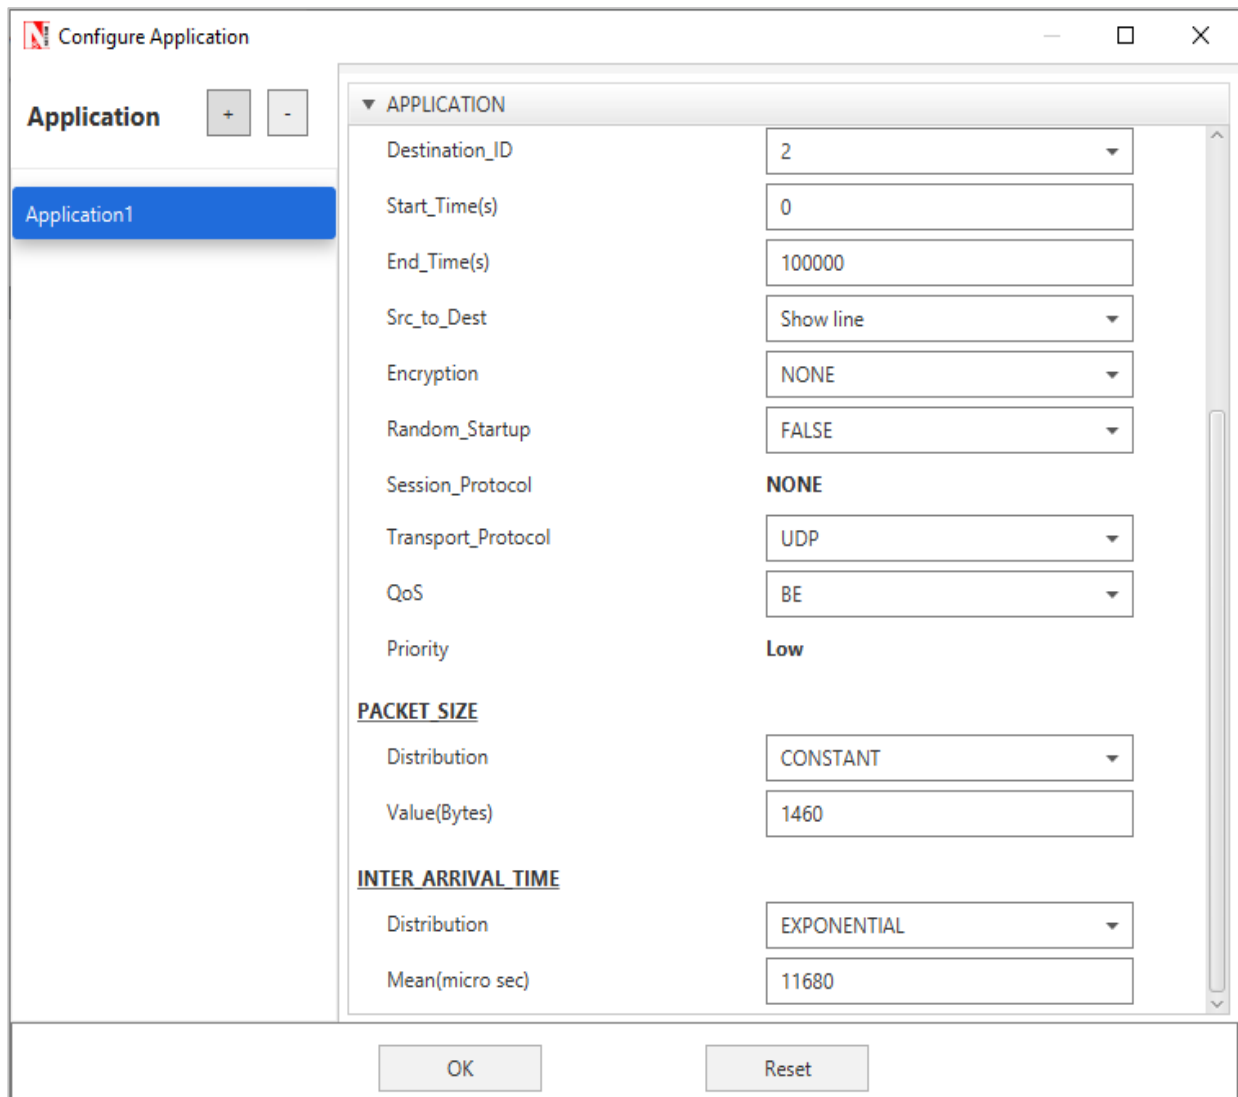 Configure Application
Application + -
Application1
APPLICATION
Destination_ID 2
Start_Time(s) 0
End_Time(s) 100000
Src_to_Dest Show line
Encryption NONE
Random_Startup FALSE
Session_Protocol NONE
Transport_Protocol UDP
QoS BE
Priority Low
PACKET_SIZE
Distribution CONSTANT
Value(Bytes) 1460
INTER_ARRIVAL_TIME
Distribution EXPONENTIAL
Mean(micro sec) 11680
OK Reset